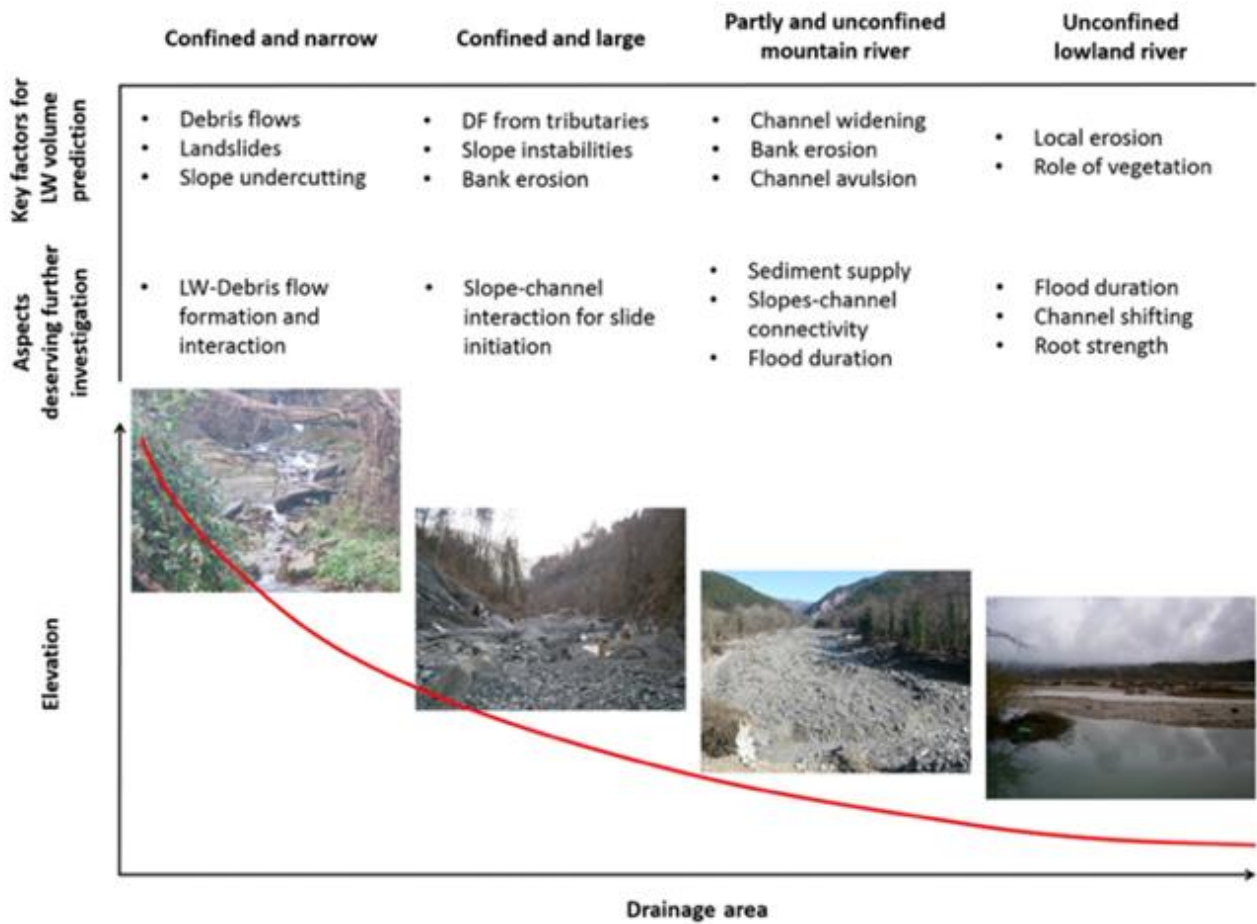 Confined and narrow
Confined and large
Partly and unconfined
mountain river
Unconfined
lowland river
Key factors for
LW volume
prediction
• Debris flows
• Landslides
• Slope undercutting
• DF from tributaries
• Slope instabilities
• Bank erosion
• Channel widening
• Bank erosion
• Channel avulsion
• Local erosion
• Role of vegetation
Aspects
deserving further
investigation
• LW-Debris flow
formation and
interaction
• Slope-channel
interaction for slide
initiation
• Sediment supply
• Slopes-channel
connectivity
• Flood duration
• Flood duration
• Channel shifting
• Root strength
Elevation
Drainage area